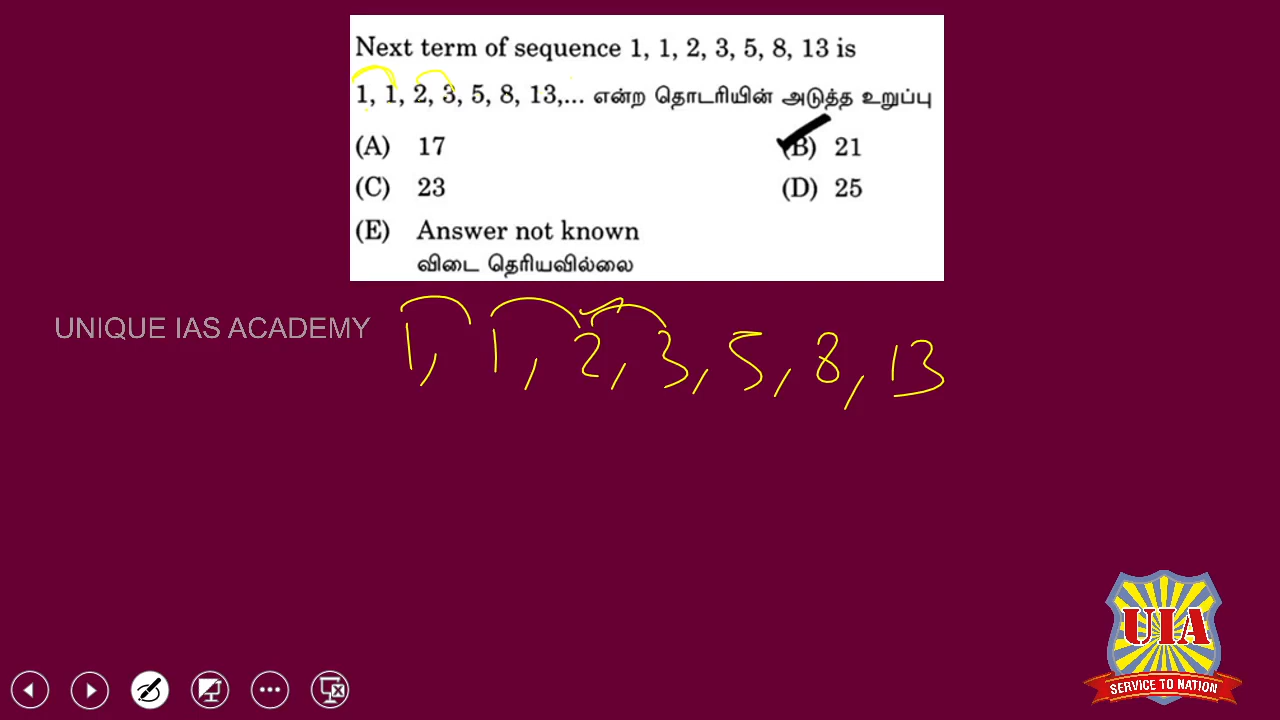 Next term of sequence 1, 1, 2, 3, 5, 8, 13 is
1, 1, 2, 3, 5, 8, 13,... என்ற தொடரியின் அடுத்த உறுப்பு
(A) 17 (B) 21
(C) 23 (D) 25
(E) Answer not known
விடை தெரியவில்லை
UNIQUE IAS ACADEMY
1, 1, 2, 3, 5, 8, 13
UIA
SERVICE TO NATION